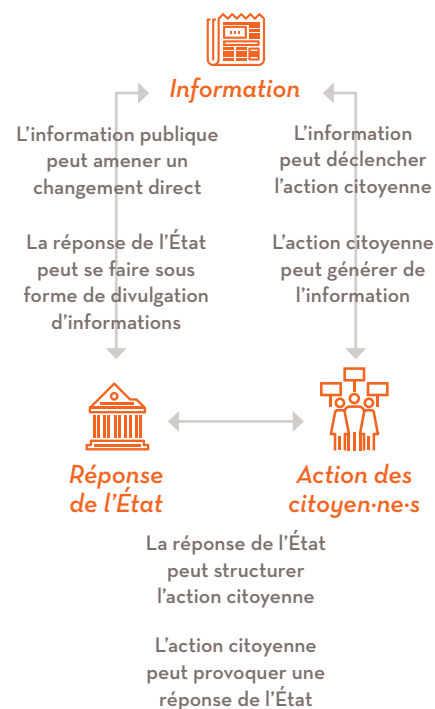 Information
L'information publique
peut amener un
changement direct
La réponse de l'État
peut se faire sous
forme de divulgation
d'informations
L'information
peut déclencher
l'action citoyenne
L'action citoyenne
peut générer de
l'information
Réponse
de l'État
Action des
citoyen·ne·s
La réponse de l'État
peut structurer
l'action citoyenne
L'action citoyenne
peut provoquer une
réponse de l'État